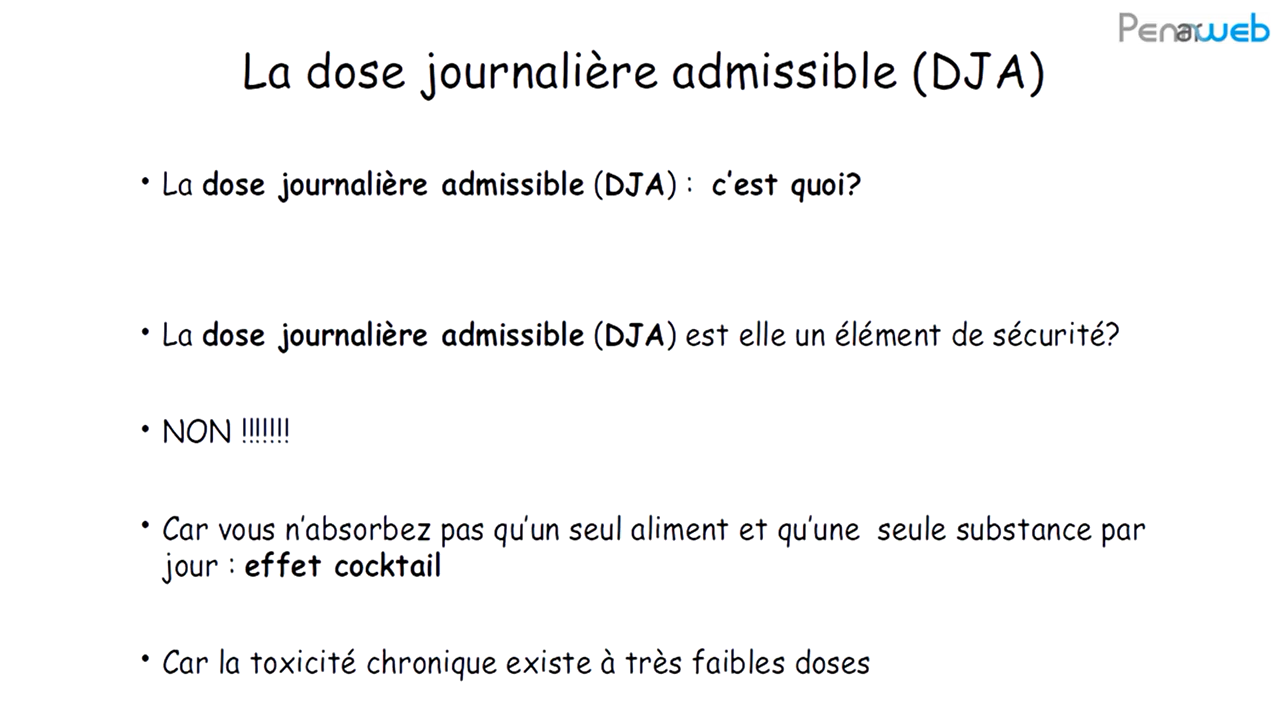 Penarweb
La dose journalière admissible (DJA)
• La dose journalière admissible (DJA) : c'est quoi?
• La dose journalière admissible (DJA) est elle un élément de sécurité?
• NON !!!!!!!
• Car vous n'absorbez pas qu'un seul aliment et qu'une seule substance par
jour : effet cocktail
• Car la toxicité chronique existe à très faibles doses